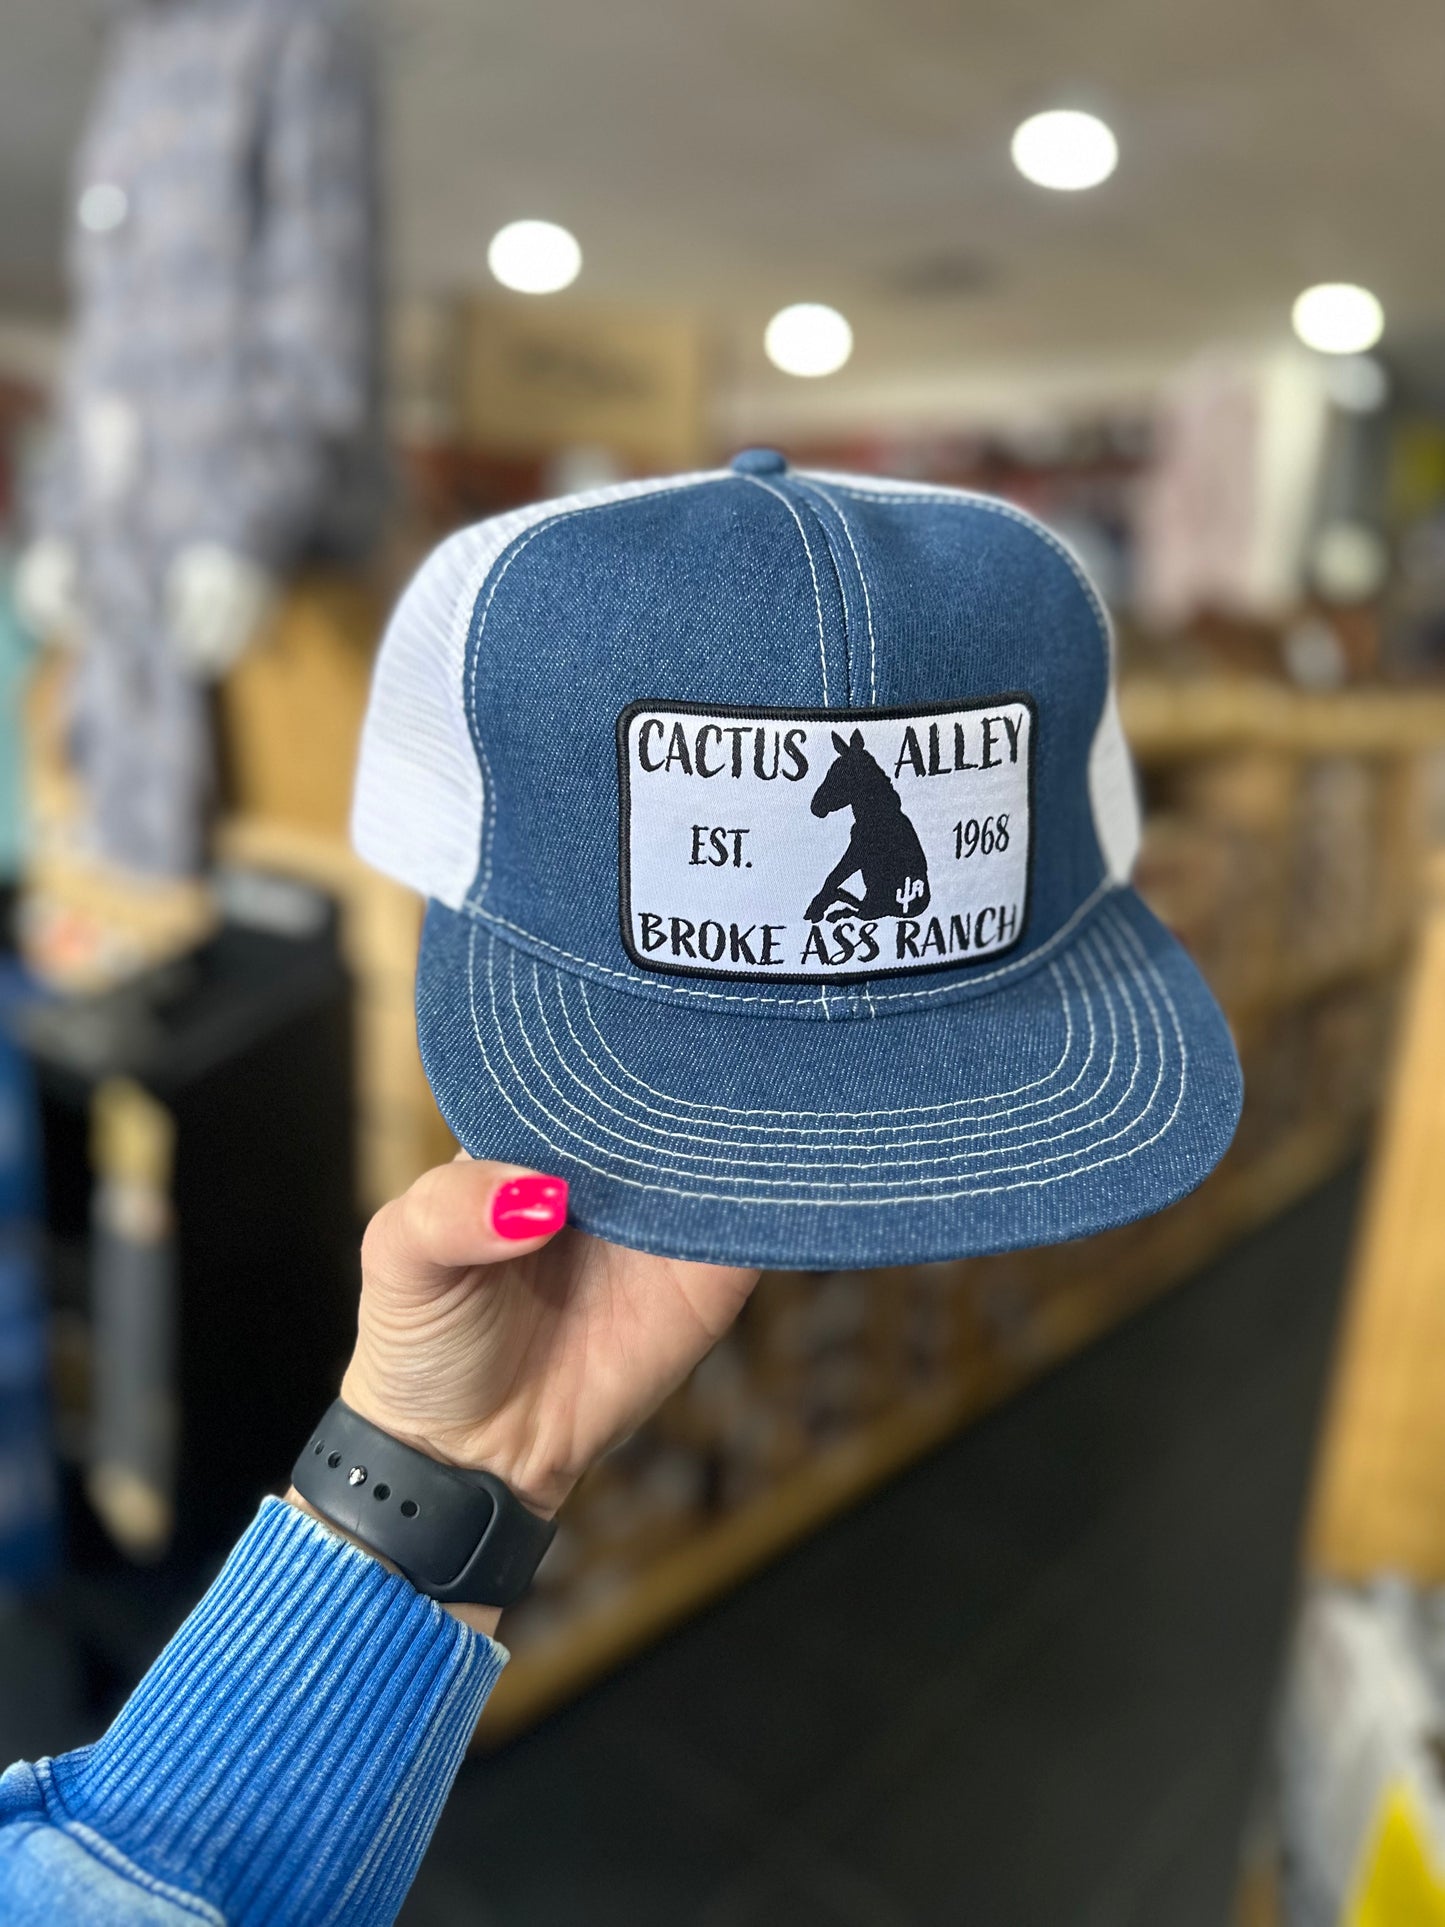 CACTUS ALLEY
EST. 1968
BROKE ASS RANCH